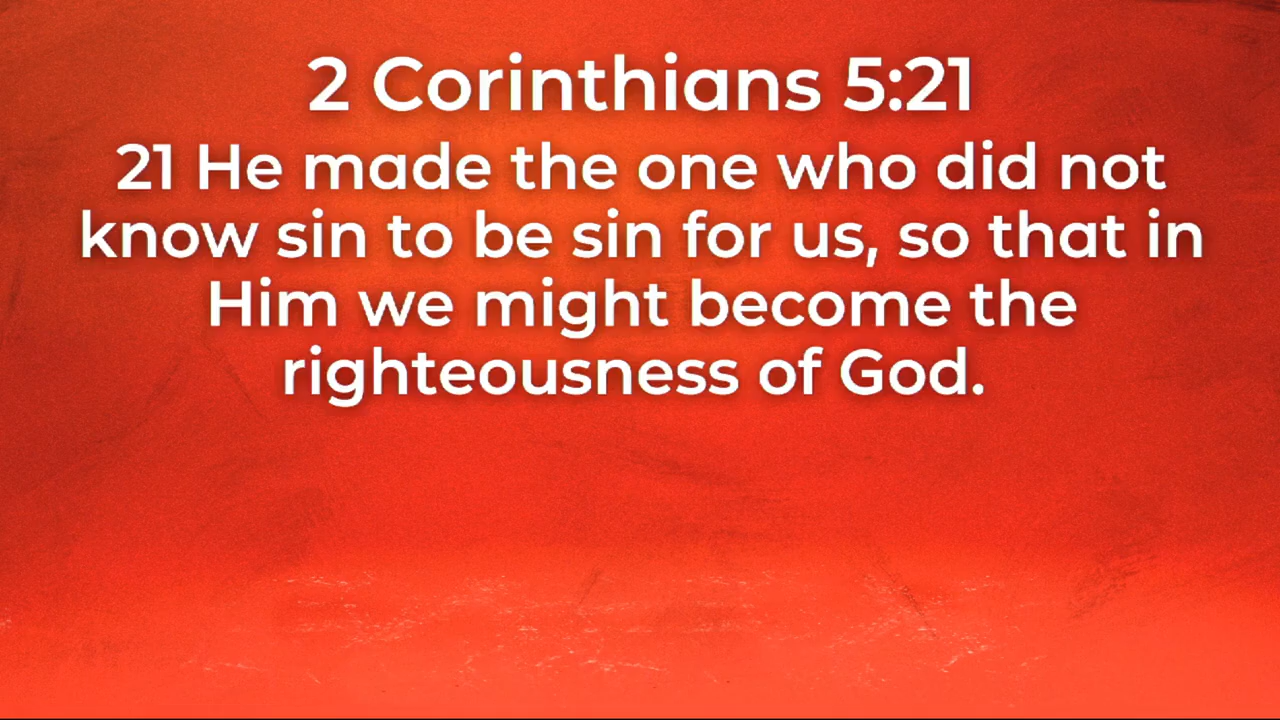 2 Corinthians 5:21
21 He made the one who did not
know sin to be sin for us, so that in
Him we might become the
righteousness of God.